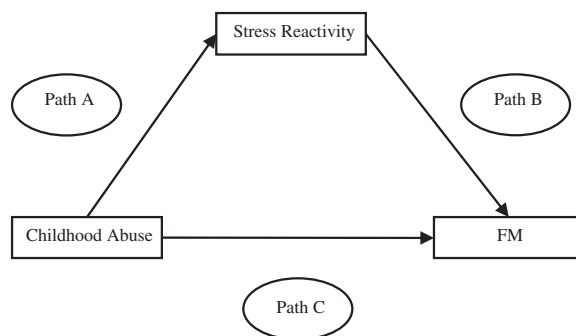 Stress Reactivity
Path A
Path B
Childhood Abuse
FM
Path C